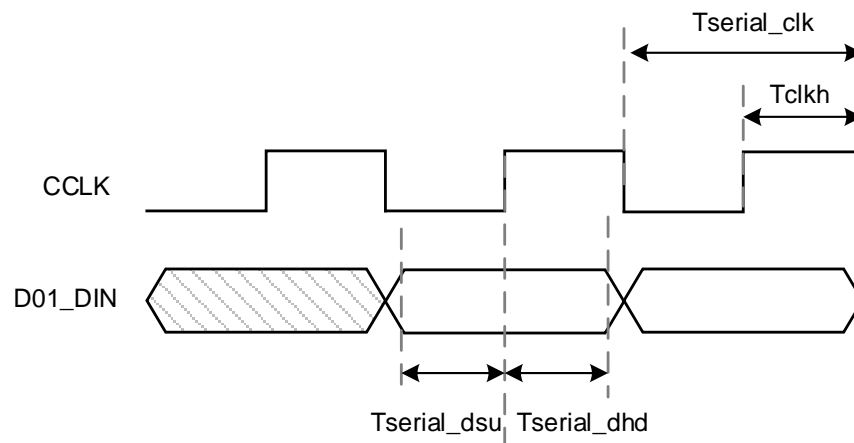 Tserial_clk
Tclkh
CCLK
D01_DIN
Tserial_dsu Tserial_dhd